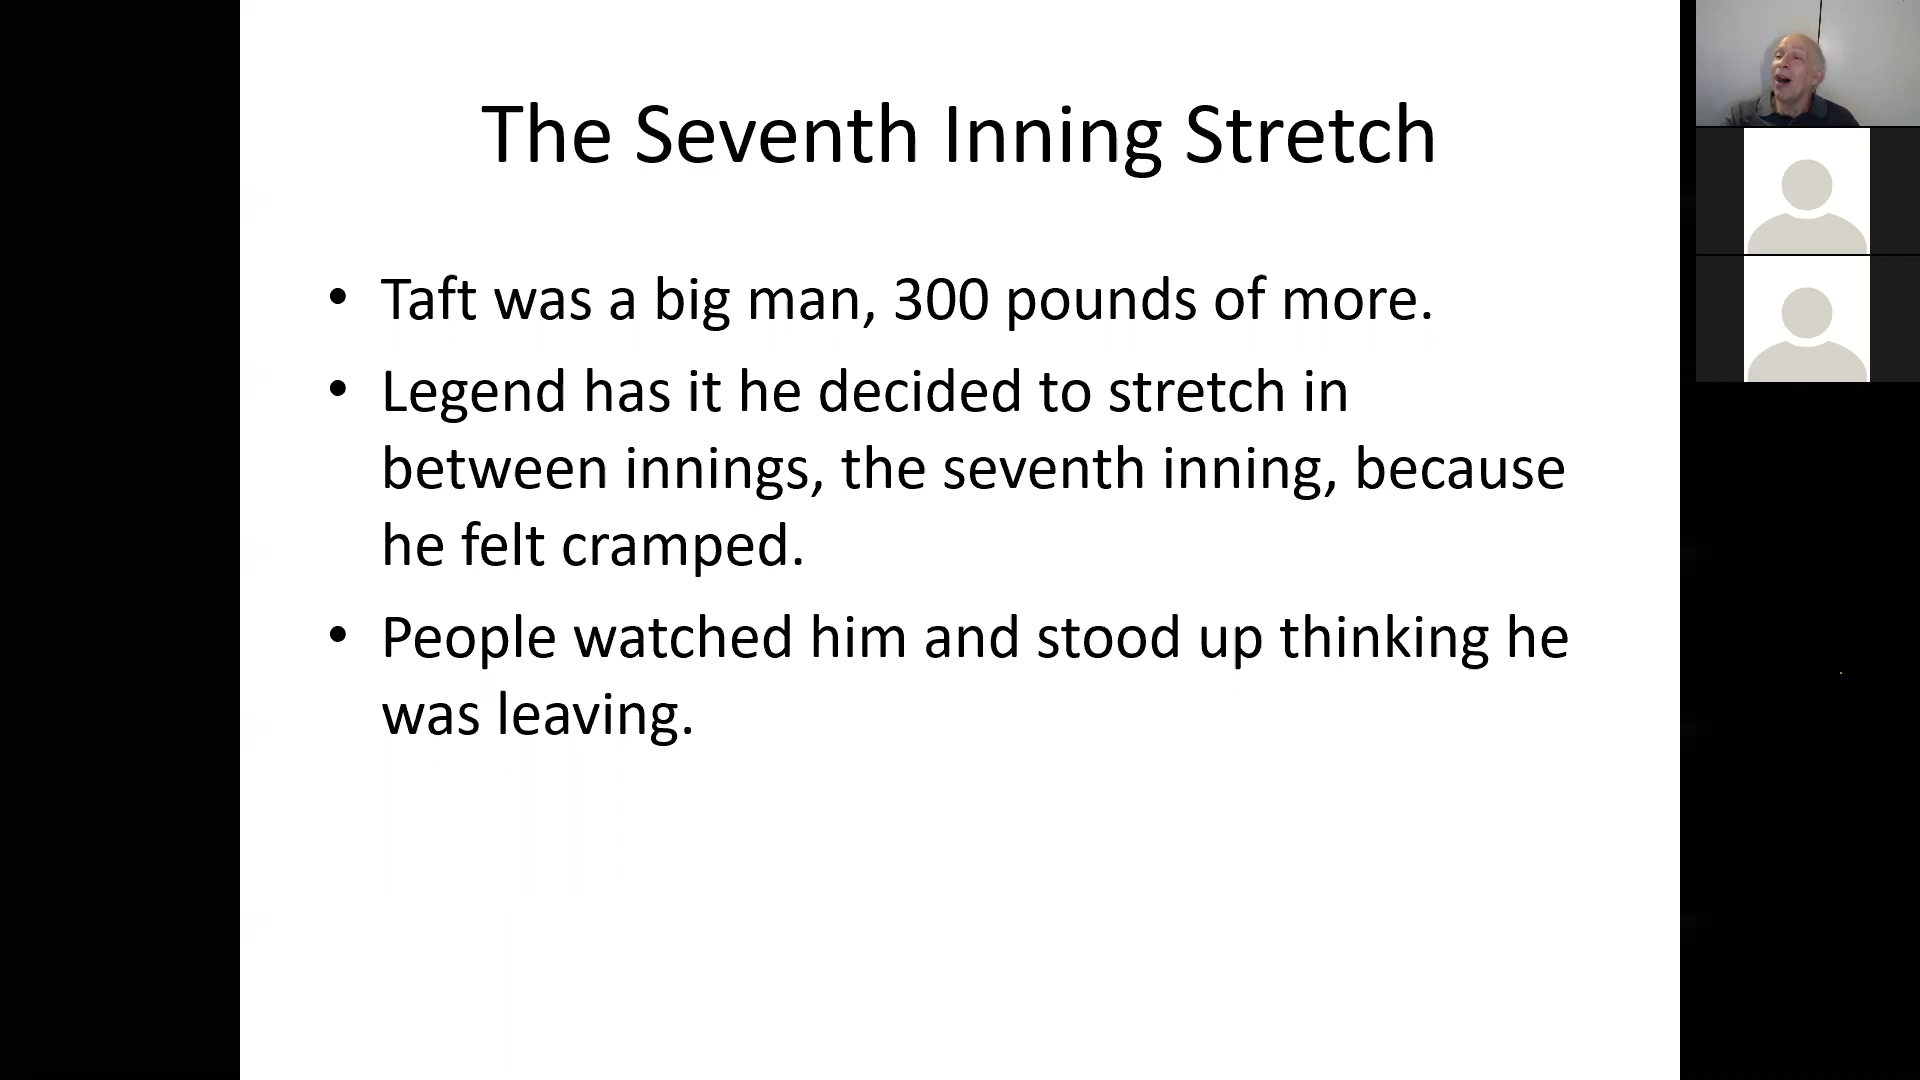 The Seventh Inning Stretch
• Taft was a big man, 300 pounds of more.
• Legend has it he decided to stretch in
between innings, the seventh inning, because
he felt cramped.
• People watched him and stood up thinking he
was leaving.